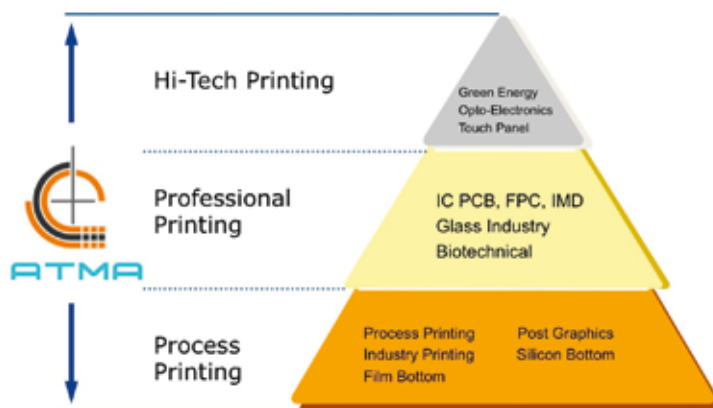 Hi-Tech Printing
Green Energy
Opto-Electronics
Touch Panel
ATMA
Professional
Printing
IC PCB, FPC, IMD
Glass Industry
Biotechnical
Process
Printing
Process Printing
Industry Printing
Film Bottom
Post Graphics
Silicon Bottom